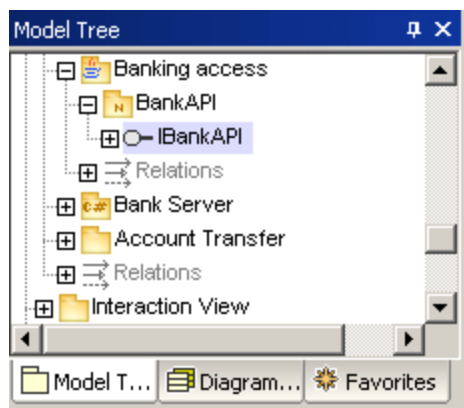 Model Tree
Banking access
N BankAPI
IBankAPI
Relations
C# Bank Server
Account Transfer
Relations
Interaction View
Model T... Diagram... Favorites